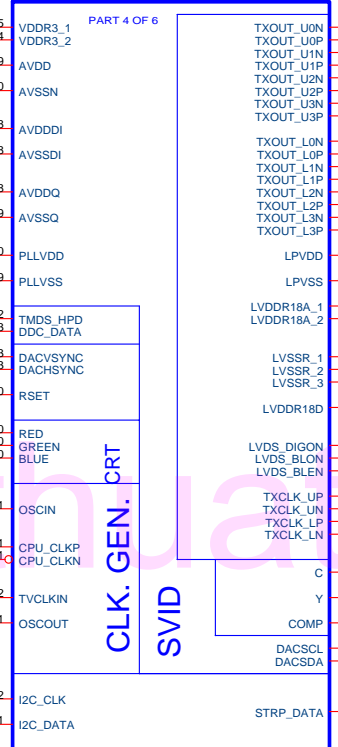 PART 4 OF 6
VDDR3_1
VDDR3_2
AVDD
AVSSN
AVDDDI
AVSSDI
AVDDQ
AVSSQ
PLLVDD
PLLVSS
TMDS_HPD
DDC_DATA
DACVSYNC
DACHSYNC
RSET
RED
GREEN
BLUE
OSCIN
CPU_CLKP
CPU_CLKN
TVCLKIN
OSCOUT
I2C_CLK
I2C_DATA
CRT
CLK. GEN.
SVID
TXOUT_U0N
TXOUT_U0P
TXOUT_U1N
TXOUT_U1P
TXOUT_U2N
TXOUT_U2P
TXOUT_U3N
TXOUT_U3P
TXOUT_L0N
TXOUT_L0P
TXOUT_L1N
TXOUT_L1P
TXOUT_L2N
TXOUT_L2P
TXOUT_L3N
TXOUT_L3P
LPVDD
LPVSS
LVDDR18A_1
LVDDR18A_2
LVSSR_1
LVSSR_2
LVSSR_3
LVDDR18D
LVDS_DIGON
LVDS_BLON
LVDS_BLEN
TXCLK_UP
TXCLK_UN
TXCLK_LP
TXCLK_LN
C
Y
COMP
DACSCL
DACSDA
STRP_DATA
huat